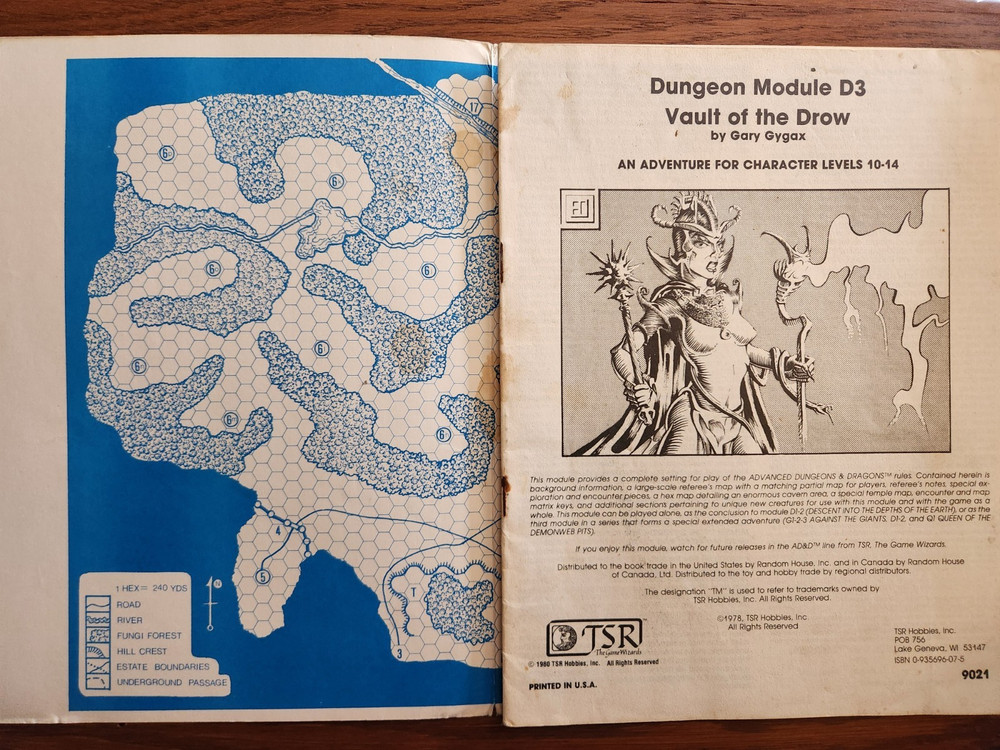 17
6
6
6
6
6
6
6
6
4
5
T
3
1 HEX = 240 YDS
N
ROAD
RIVER
FUNGI FOREST
HILL CREST
ESTATE BOUNDARIES
UNDERGROUND PASSAGE
Dungeon Module D3
Vault of the Drow
by Gary Gygax
AN ADVENTURE FOR CHARACTER LEVELS 10-14
This module provides a complete setting for play of the ADVANCED DUNGEONS & DRAGONS™ rules. Contained herein is
background information, a large-scale referee's map with a matching partial map for players, referee's notes, special ex-
ploration and encounter pieces, a hex map detailing an enormous cavern area, a special temple map, encounter and map
matrix keys, and additional sections pertaining to unique new creatures for use with this module and with the game as a
whole. This module can be played alone, as the conclusion to module D1-2 (DESCENT INTO THE DEPTHS OF THE EARTH), or as the
third module in a series that forms a special extended adventure (G1-2-3 AGAINST THE GIANTS, D1-2, and Q1 QUEEN OF THE
DEMONWEB PITS).
If you enjoy this module, watch for future releases in the AD&D™ line from TSR, The Game Wizards.
Distributed to the book trade in the United States by Random House, Inc. and in Canada by Random House
of Canada, Ltd. Distributed to the toy and hobby trade by regional distributors.
The designation "TM" is used to refer to trademarks owned by
TSR Hobbies, Inc. All Rights Reserved.
©1978, TSR Hobbies, Inc.
All Rights Reserved
TSR
The Game Wizards
© 1980 TSR Hobbies, Inc. All Rights Reserved
PRINTED IN U.S.A.
TSR Hobbies, Inc.
POB 756
Lake Geneva, WI 53147
ISBN 0-935696-07-5
9021